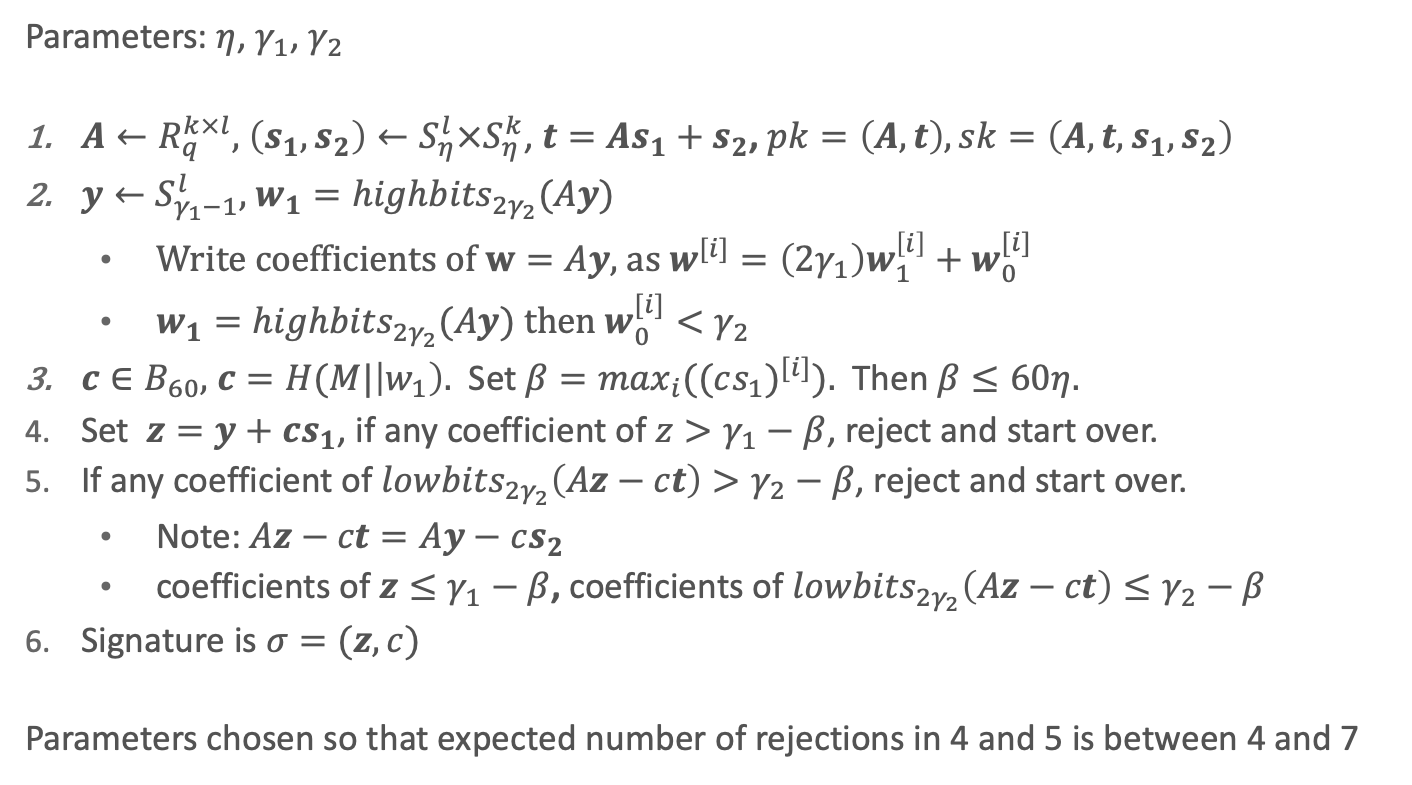 Parameters: η, γ₁, γ₂
1. A ← R_q^{k×l}, (s₁, s₂) ← S_η^l×S_η^k, t = As₁ + s₂, pk = (A, t), sk = (A, t, s₁, s₂)
2. y ← S_{γ₁−1}^l, w₁ = highbits_{2γ₂}(Ay)
• Write coefficients of w = Ay, as w^{[i]} = (2γ₁)w₁^{[i]} + w₀^{[i]}
• w₁ = highbits_{2γ₂}(Ay) then w₀^{[i]} < γ₂
3. c ∈ B₆₀, c = H(M||w₁). Set β = max_i((cs₁)^{[i]}). Then β ≤ 60η.
4. Set z = y + cs₁, if any coefficient of z > γ₁ − β, reject and start over.
5. If any coefficient of lowbits_{2γ₂}(Az − ct) > γ₂ − β, reject and start over.
• Note: Az − ct = Ay − cs₂
• coefficients of z ≤ γ₁ − β, coefficients of lowbits_{2γ₂}(Az − ct) ≤ γ₂ − β
6. Signature is σ = (z, c)
Parameters chosen so that expected number of rejections in 4 and 5 is between 4 and 7